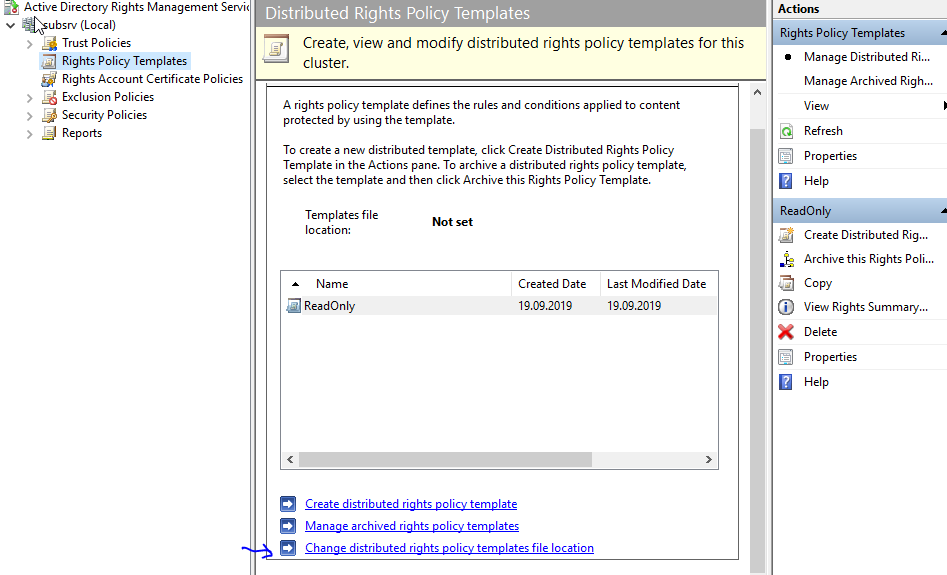 Active Directory Rights Management Servic
subsrv (Local)
Trust Policies
Rights Policy Templates
Rights Account Certificate Policies
Exclusion Policies
Security Policies
Reports
Distributed Rights Policy Templates
Create, view and modify distributed rights policy templates for this
cluster.
A rights policy template defines the rules and conditions applied to content
protected by using the template.
To create a new distributed template, click Create Distributed Rights Policy
Template in the Actions pane. To archive a distributed rights policy template,
select the template and then click Archive this Rights Policy Template.
Templates file
location:
Not set
Name Created Date Last Modified Date
ReadOnly 19.09.2019 19.09.2019
Create distributed rights policy template
Manage archived rights policy templates
Change distributed rights policy templates file location
Actions
Rights Policy Templates
Manage Distributed Ri...
Manage Archived Righ...
View
Refresh
Properties
Help
ReadOnly
Create Distributed Rig...
Archive this Rights Poli...
Copy
View Rights Summary...
Delete
Properties
Help